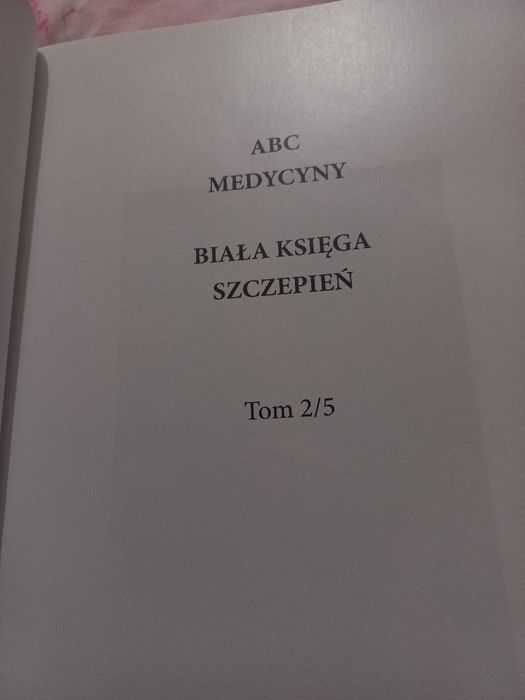 ABC
MEDYCYNY
BIAŁA KSIĘGA
SZCZEPIEŃ
Tom 2/5